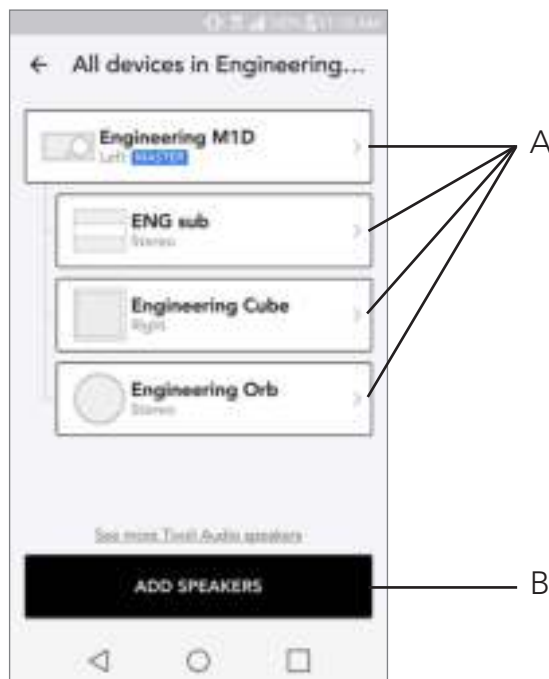 ← All devices in Engineering...
Engineering M1D
Left MASTER
ENG sub
Stereo
Engineering Cube
Right
Engineering Orb
Stereo
See more Tivoli Audio speakers
ADD SPEAKERS
A
B